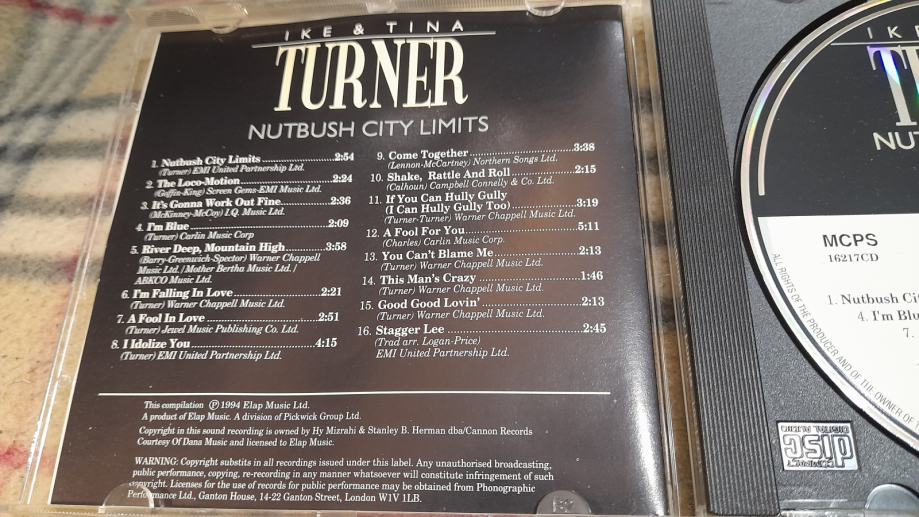 IKE & TINA
TURNER
NUTBUSH CITY LIMITS
1. Nutbush City Limits 2:54
(Turner) EMI United Partnership Ltd.
2. The Loco-Motion 2:24
(Goffin-King) Screen Gems-EMI Music Ltd.
3. It's Gonna Work Out Fine 2:36
(McKinney-McCoy) I.Q. Music Ltd.
4. I'm Blue 2:09
(Turner) Carlin Music Corp
5. River Deep, Mountain High 3:58
(Barry-Greenwich-Spector) Warner Chappell
Music Ltd. / Mother Bertha Music Ltd. /
ABKCO Music Ltd.
6. I'm Falling In Love 2:21
(Turner) Warner Chappell Music Ltd.
7. A Fool In Love 2:51
(Turner) Jewel Music Publishing Co. Ltd.
8. I Idolize You 4:15
(Turner) EMI United Partnership Ltd.
9. Come Together 3:38
(Lennon-McCartney) Northern Songs Ltd.
10. Shake, Rattle And Roll 2:15
(Calhoun) Campbell Connelly & Co. Ltd.
11. If You Can Hully Gully
(I Can Hully Gully Too) 3:19
(Turner-Turner) Warner Chappell Music Ltd.
12. A Fool For You 5:11
(Charles) Carlin Music Corp.
13. You Can't Blame Me 2:13
(Turner) Warner Chappell Music Ltd.
14. This Man's Crazy 1:46
(Turner) Warner Chappell Music Ltd.
15. Good Good Lovin' 2:13
(Turner) Warner Chappell Music Ltd.
16. Stagger Lee 2:45
(Trad arr. Logan-Price)
EMI United Partnership Ltd.
This compilation ℗ 1994 Elap Music Ltd.
A product of Elap Music. A division of Pickwick Group Ltd.
Copyright in this sound recording is owned by Hy Mizrahi & Stanley B. Herman dba/Cannon Records
Courtesy Of Dana Music and licensed to Elap Music.
WARNING: Copyright substits in all recordings issued under this label. Any unauthorised broadcasting,
public performance, copying, re-recording in any manner whatsoever will constitute infringement of such
copyright. Licenses for the use of records for public performance may be obtained from Phonographic
Performance Ltd., Ganton House, 14-22 Ganton Street, London W1V 1LB.
IKE
T
NUT
MCPS
16217CD
1. Nutbush Ci
4. I'm Blu
7.
ALL RIGHTS OF THE PRODUCER AND OF THE OWNER OF
COMPACT
disc
DIGITAL AUDIO